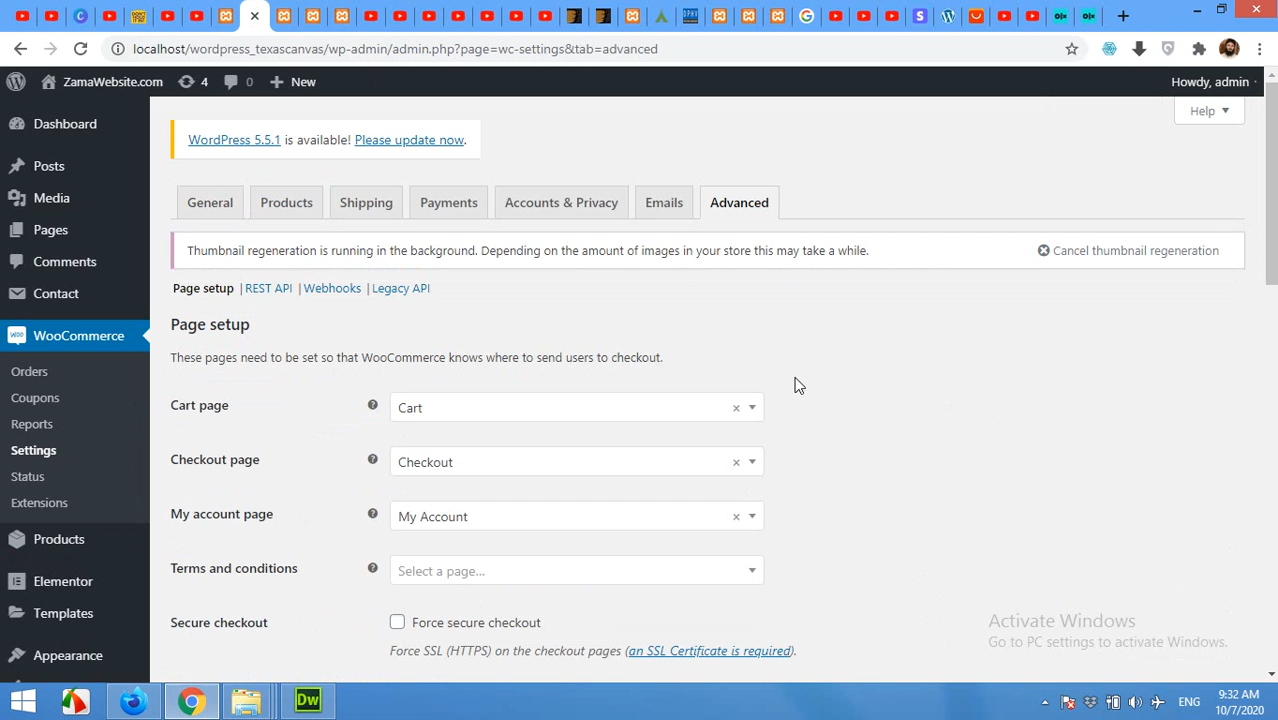 localhost/wordpress_texascanvas/wp-admin/admin.php?page=wc-settings&tab=advanced
ZamaWebsite.com
4
0
New
Howdy, admin
Help
Dashboard
Posts
Media
Pages
Comments
Contact
WooCommerce
Orders
Coupons
Reports
Settings
Status
Extensions
Products
Elementor
Templates
Appearance
WordPress 5.5.1 is available! Please update now.
General
Products
Shipping
Payments
Accounts & Privacy
Emails
Advanced
Thumbnail regeneration is running in the background. Depending on the amount of images in your store this may take a while.
Cancel thumbnail regeneration
Page setup | REST API | Webhooks | Legacy API
Page setup
These pages need to be set so that WooCommerce knows where to send users to checkout.
Cart page
Cart
Checkout page
Checkout
My account page
My Account
Terms and conditions
Select a page...
Secure checkout
Force secure checkout
Force SSL (HTTPS) on the checkout pages (an SSL Certificate is required).
Activate Windows
Go to PC settings to activate Windows.
Dw
ENG
9:32 AM
10/7/2020